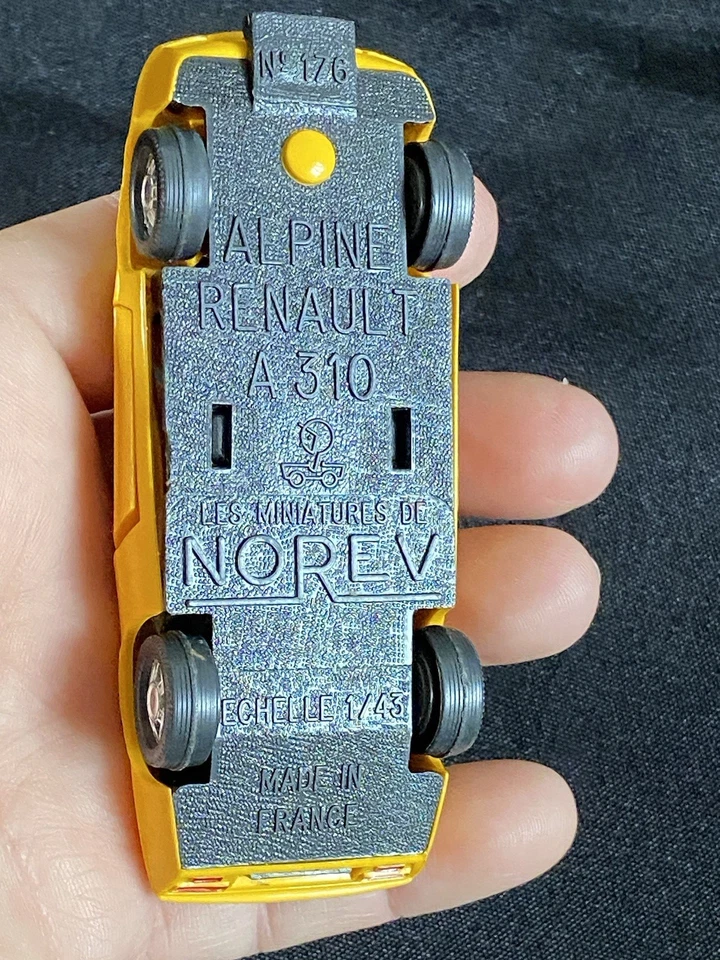 Nº 176
ALPINE
RENAULT
A 310
LES MINIATURES DE
NOREV
ECHELLE 1/43
MADE IN
FRANCE